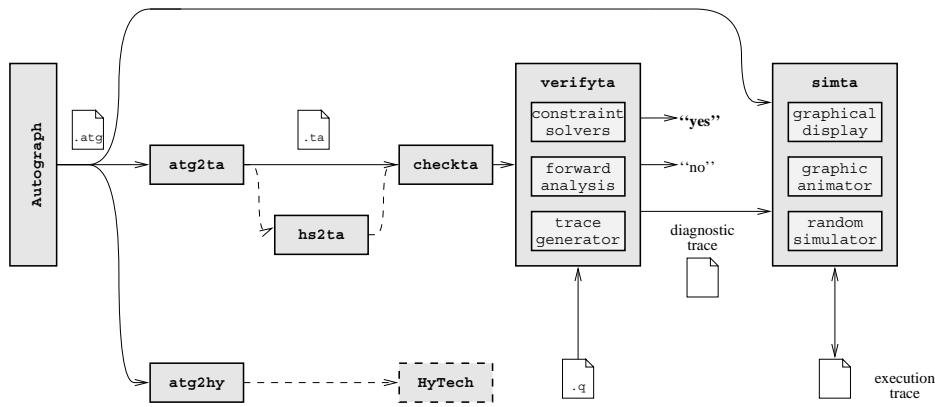 Autograph
.atg
atg2ta
.ta
hs2ta
checkta
verifyta
constraint
solvers
forward
analysis
trace
generator
“yes”
“no”
diagnostic
trace
simta
graphical
display
graphic
animator
random
simulator
atg2hy
HyTech
.q
execution
trace